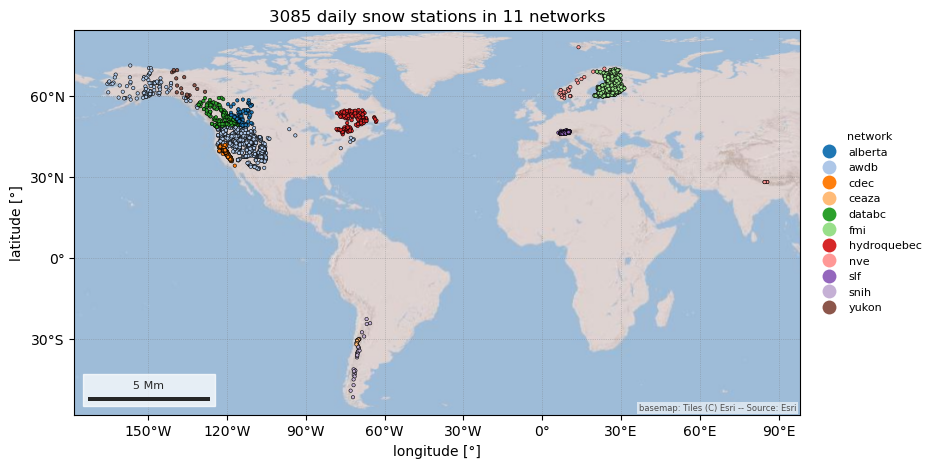 3085 daily snow stations in 11 networks
latitude [°]
60°N
30°N
0°
30°S
5 Mm
basemap: Tiles (C) Esri -- Source: Esri
150°W 120°W 90°W 60°W 30°W 0° 30°E 60°E 90°E
longitude [°]
network
alberta
awdb
cdec
ceaza
databc
fmi
hydroquebec
nve
slf
snih
yukon